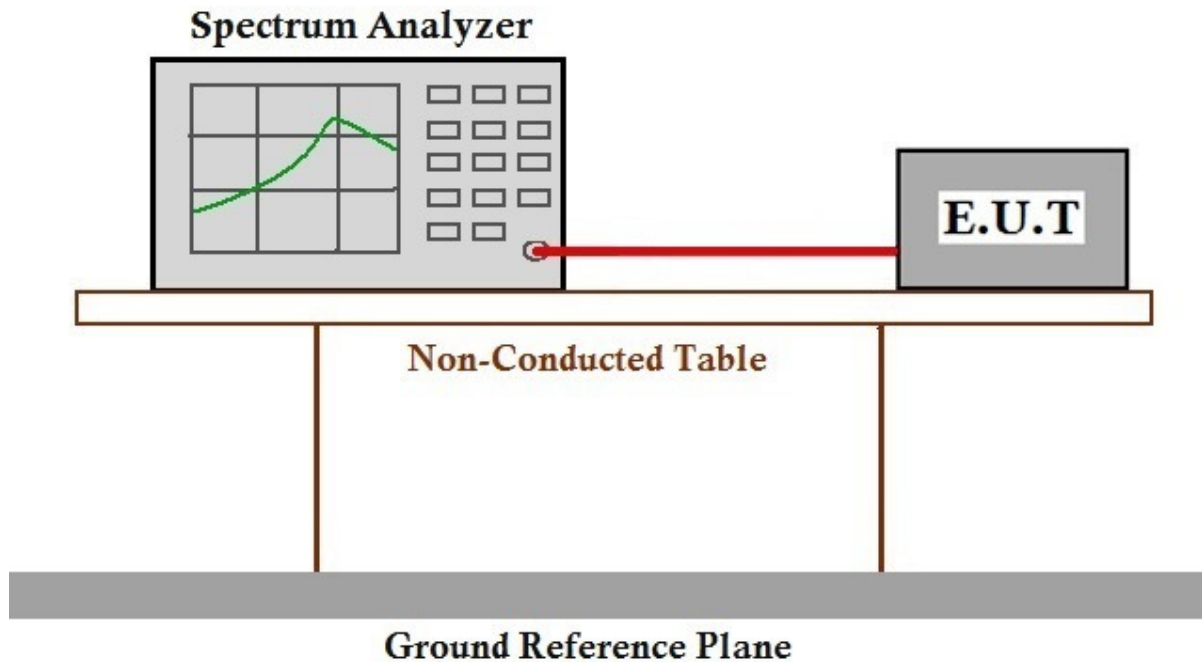 Spectrum Analyzer
E.U.T
Non-Conducted Table
Ground Reference Plane